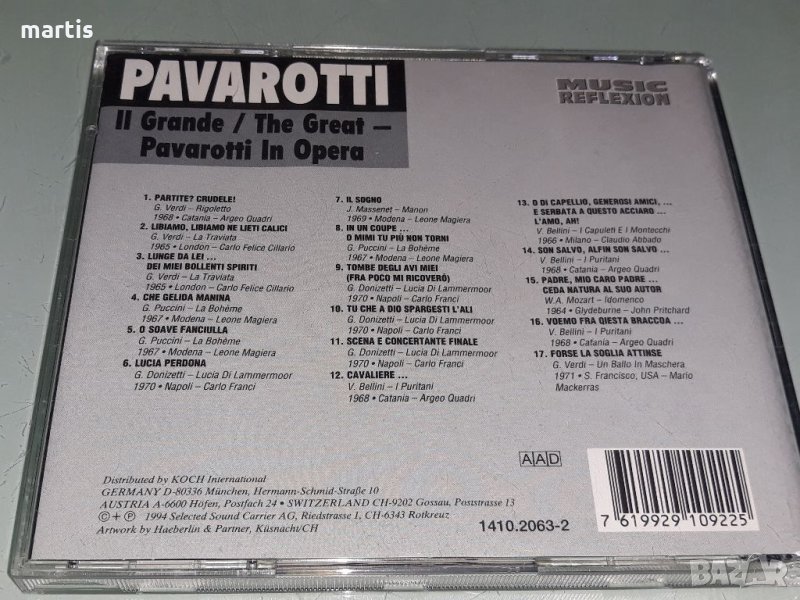 martis
PAVAROTTI
Il Grande / The Great –
Pavarotti In Opera
MUSIC
REFLEXION
1. PARTITE? CRUDELE!
G. Verdi – Rigoletto
1968 • Catania – Argeo Quadri
2. LIBIAMO, LIBIAMO NE LIETI CALICI
G. Verdi – La Traviata
1965 • London – Carlo Felice Cillario
3. LUNGE DA LEI ...
DEI MIEI BOLLENTI SPIRITI
G. Verdi – La Traviata
1965 • London – Carlo Felice Cillario
4. CHE GELIDA MANINA
G. Puccini – La Bohème
1967 • Modena – Leone Magiera
5. O SOAVE FANCIULLA
G. Puccini – La Bohème
1967 • Modena – Leone Magiera
6. LUCIA PERDONA
G. Donizetti – Lucia Di Lammermoor
1970 • Napoli – Carlo Franci
7. IL SOGNO
J. Massenet – Manon
1969 • Modena – Leone Magiera
8. IN UN COUPE ...
O MIMI TU PIÙ NON TORNI
G. Puccini – La Bohème
1967 • Modena – Leone Magiera
9. TOMBE DEGLI AVI MIEI
(FRA POCO MI RICOVERÒ)
G. Donizetti – Lucia Di Lammermoor
1970 • Napoli – Carlo Franci
10. TU CHE A DIO SPARGESTI L'ALI
G. Donizetti – Lucia Di Lammermoor
1970 • Napoli – Carlo Franci
11. SCENA E CONCERTANTE FINALE
G. Donizetti – Lucia Di Lammermoor
1970 • Napoli – Carlo Franci
12. CAVALIERE ...
V. Bellini – I Puritani
1968 • Catania – Argeo Quadri
13. O DI CAPELLIO, GENEROSI AMICI, ...
E SERBATA A QUESTO ACCIARO ...
L'AMO, AH!
V. Bellini – I Capuleti E I Montecchi
1966 • Milano – Claudio Abbado
14. SON SALVO, ALFIN SON SALVO ...
V. Bellini – I Puritani
1968 • Catania – Argeo Quadri
15. PADRE, MIO CARO PADRE ...
CEDA NATURA AL SUO AUTOR
W.A. Mozart – Idomenco
1964 • Glydeburne – John Pritchard
16. VOEMO FRA QIESTA BRACCOA ...
V. Bellini – I Puritani
1968 • Catania – Argeo Quadri
17. FORSE LA SOGLIA ATTINSE
G. Verdi – Un Ballo In Maschera
1971 • S. Francisco, USA – Mario
Mackerras
AAD
Distributed by KOCH International
GERMANY D-80336 München, Hermann-Schmid-Straße 10
AUSTRIA A-6600 Höfen, Postfach 24 • SWITZERLAND CH-9202 Gossau, Poststrasse 13
©+℗ 1994 Selected Sound Carrier AG, Riedstrasse 1, CH-6343 Rotkreuz
Artwork by Haeberlin & Partner, Küsnacht/CH
1410.2063-2
7 619929 109225
BAZAR